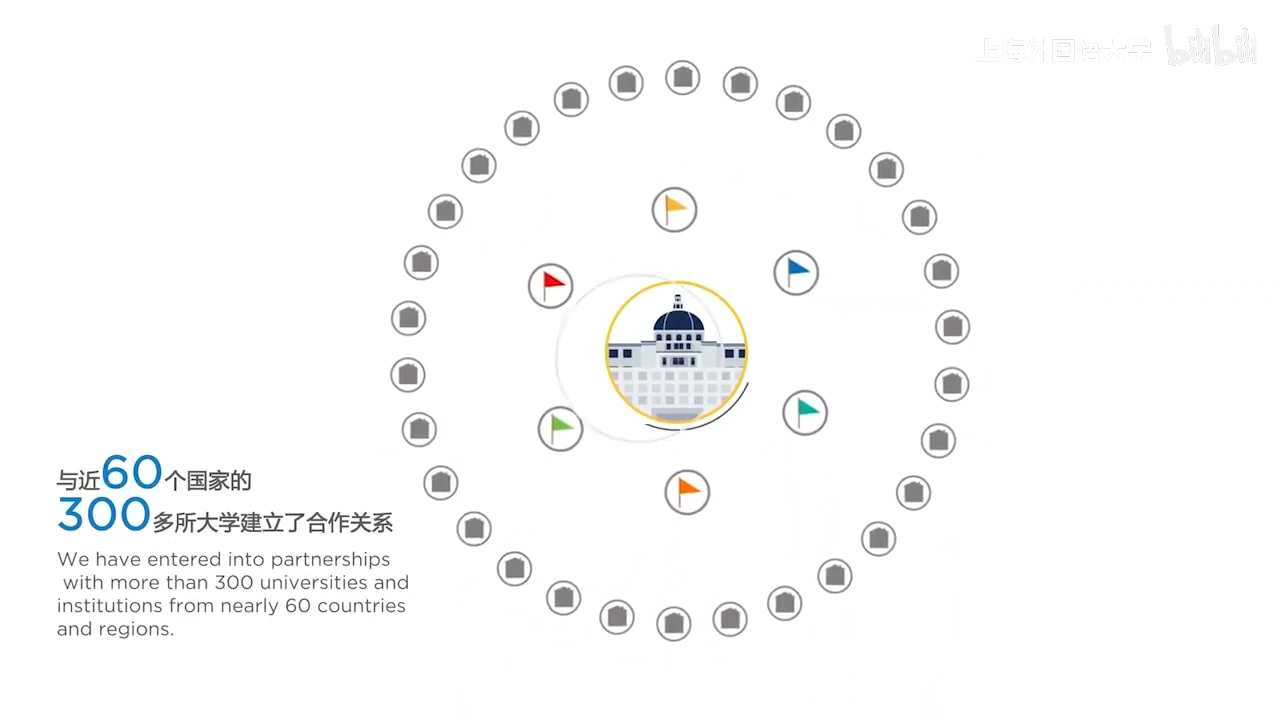 上海外国语大学 bilibili
与近60个国家的
300多所大学建立了合作关系
We have entered into partnerships
with more than 300 universities and
institutions from nearly 60 countries
and regions.